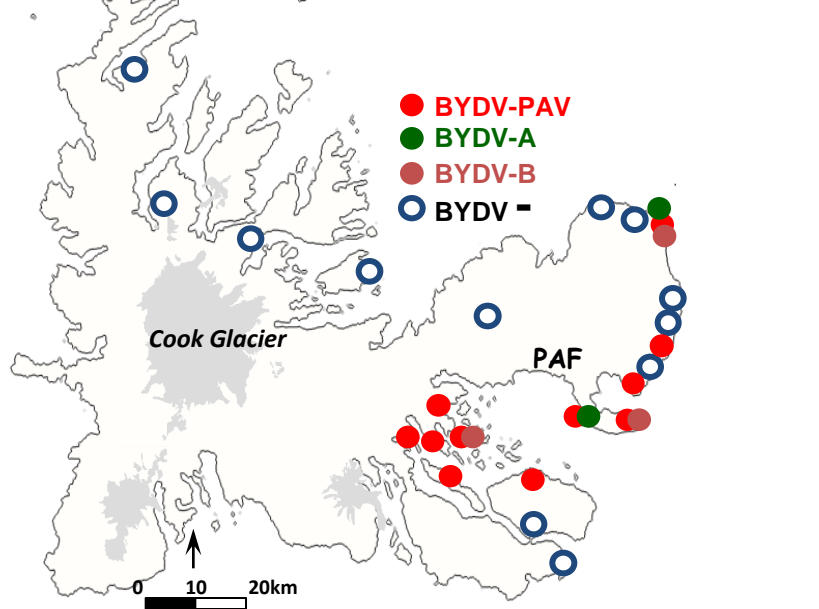 BYDV-PAV
BYDV-A
BYDV-B
BYDV -
Cook Glacier
PAF
0 10 20km